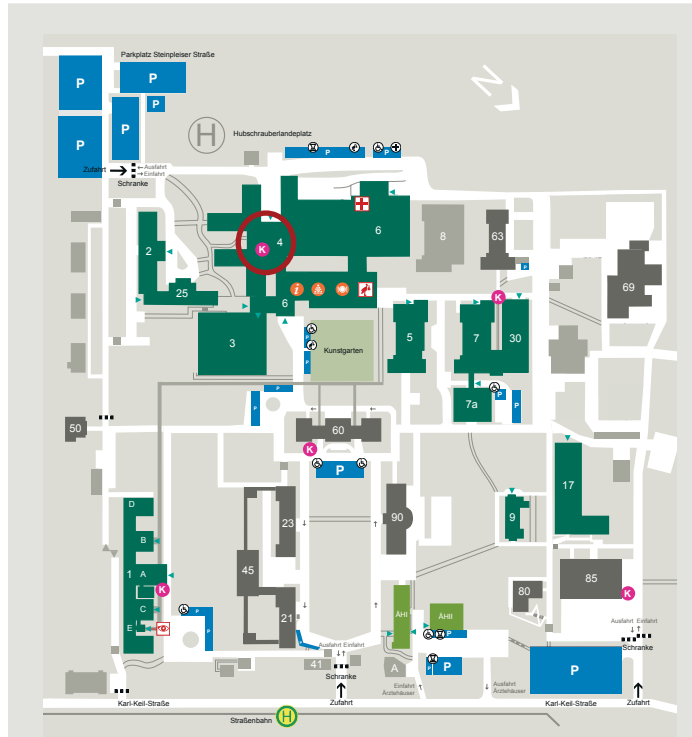 Parkplatz Steinpleiser Straße
P
P
P
P
P
H
Hubschrauberlandeplatz
N
P
P
Ausfahrt
Einfahrt
Zufahrt
Schranke
2
4
K
6
8
63
25
69
6
i
K
3
5
7
30
Kunstgarten
P
P
P
P
P
P
P
7a
50
60
K
P
17
D
23
90
9
B
1
A
45
85
K
80
K
C
21
ÄHI
ÄHII
E
P
P
Ausfahrt Einfahrt
41
Schranke
A
P
P
Ausfahrt Einfahrt
Schranke
Einfahrt
Ärztehäuser
Ausfahrt
Ärztehäuser
Karl-Keil-Straße
Zufahrt
Karl-Keil-Straße
Zufahrt
Straßenbahn
H